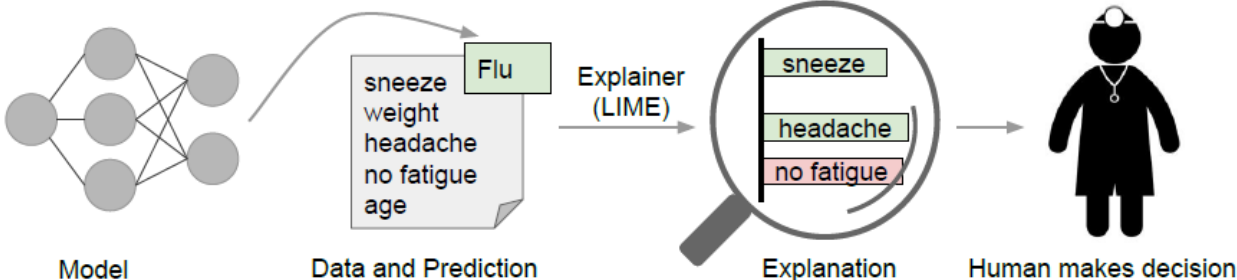 Flu
sneeze
weight
headache
no fatigue
age
Explainer
(LIME)
sneeze
headache
no fatigue
Model
Data and Prediction
Explanation
Human makes decision